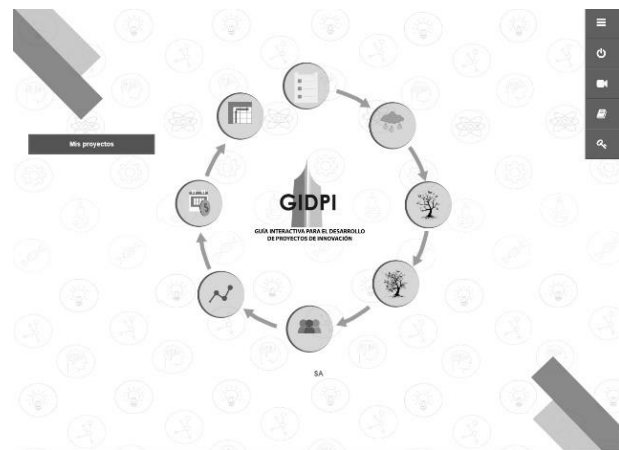 Mis proyectos
GIDPI
GUÍA INTERACTIVA PARA EL DESARROLLO
DE PROYECTOS DE INNOVACIÓN
SA